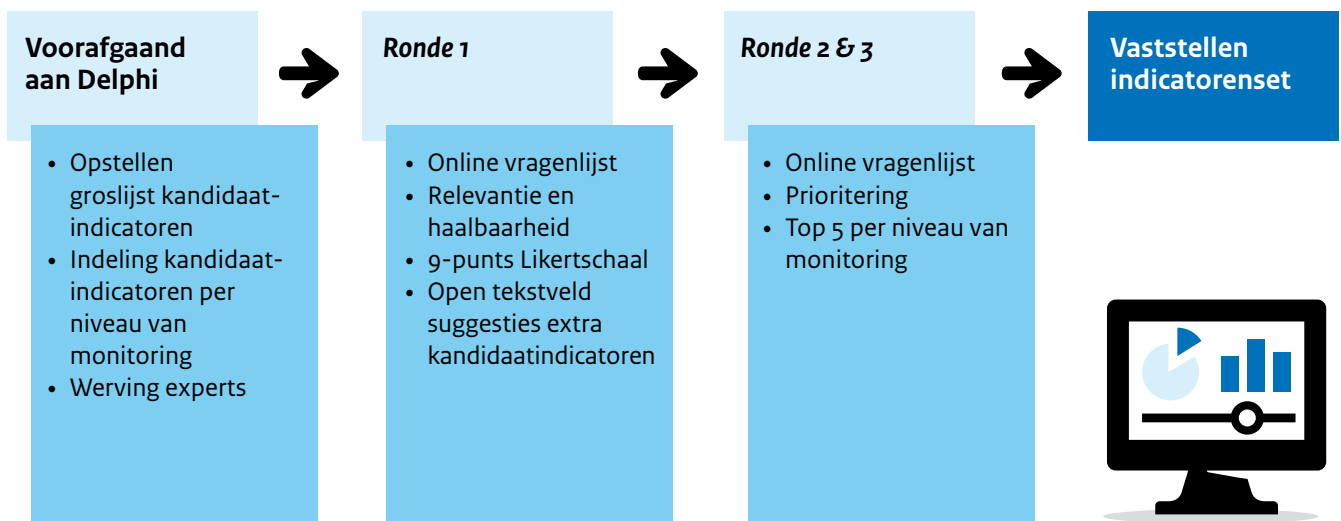 Voorafgaand
aan Delphi
• Opstellen
groslijst kandidaat-
indicatoren
• Indeling kandidaat-
indicatoren per
niveau van
monitoring
• Werving experts
Ronde 1
• Online vragenlijst
• Relevantie en
haalbaarheid
• 9-punts Likertschaal
• Open tekstveld
suggesties extra
kandidaatindicatoren
Ronde 2 & 3
• Online vragenlijst
• Prioritering
• Top 5 per niveau van
monitoring
Vaststellen
indicatorenset